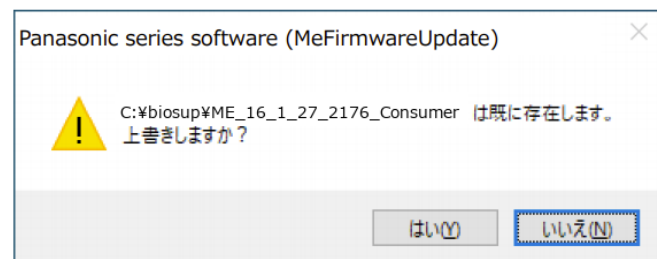 Panasonic series software (MeFirmwareUpdate)
C:¥biosup¥ME_16_1_27_2176_Consumer は既に存在します。
上書きしますか？
はい(Y)
いいえ(N)